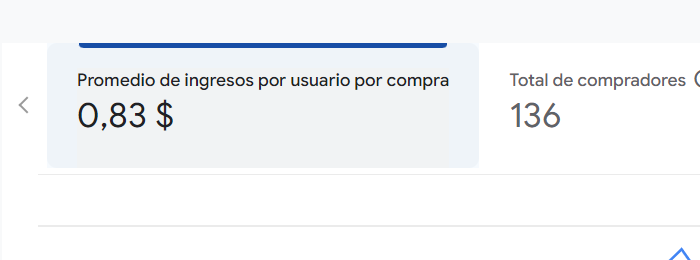 Promedio de ingresos por usuario por compra
0,83 $
Total de compradores
136